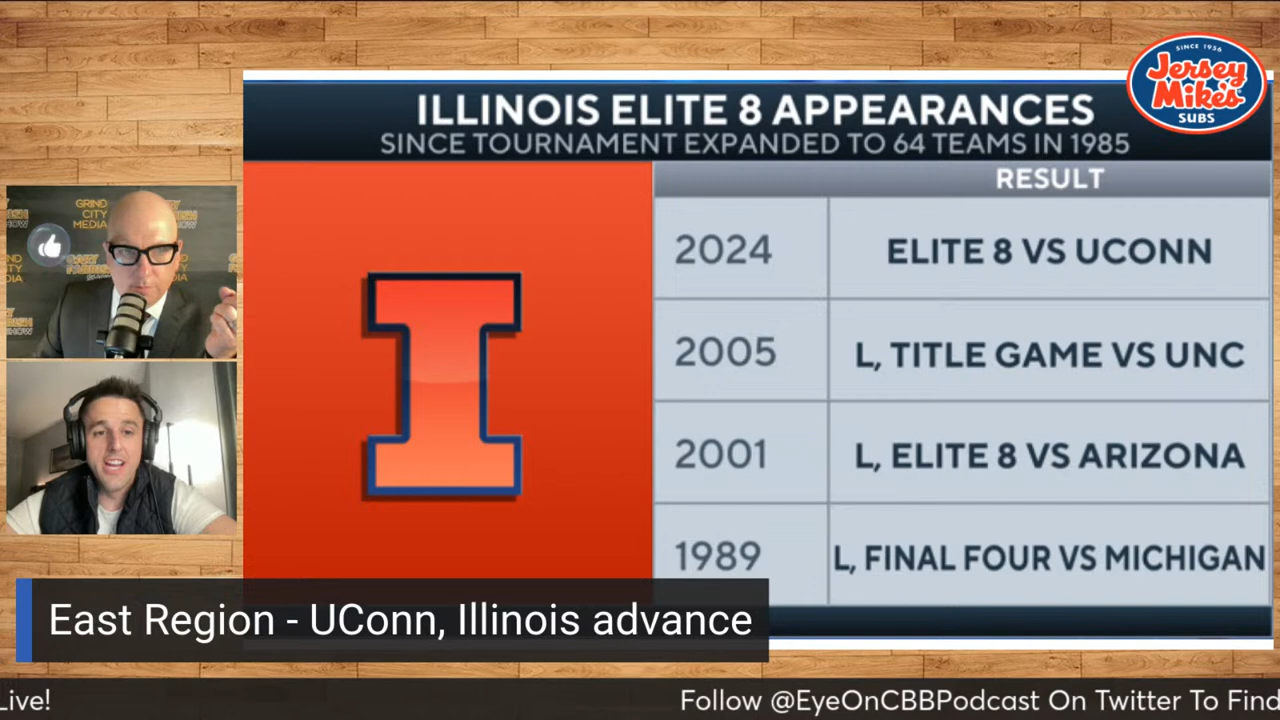 SINCE 1956
Jersey
Mike's
SUBS
ILLINOIS ELITE 8 APPEARANCES
SINCE TOURNAMENT EXPANDED TO 64 TEAMS IN 1985
RESULT
2024 ELITE 8 VS UCONN
2005 L, TITLE GAME VS UNC
2001 L, ELITE 8 VS ARIZONA
1989 L, FINAL FOUR VS MICHIGAN
I
GRIND
CITY
MEDIA
East Region - UConn, Illinois advance
Live! Follow @EyeOnCBBPodcast On Twitter To Find